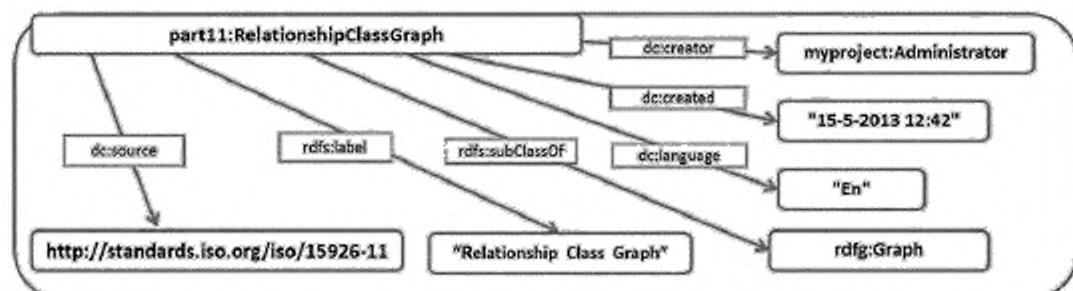 part11:RelationshipClassGraph
dc:creator
myproject:Administrator
dc:created
"15-5-2013 12:42"
dc:source
rdfs:label
rdfs:subClassOf
dc:language
"En"
http://standards.iso.org/iso/15926-11
"Relationship Class Graph"
rdfg:Graph